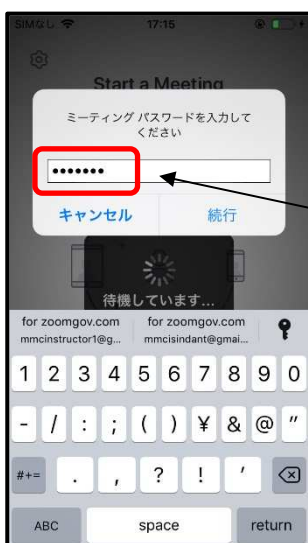 SIMなし 17:15
Start a Meeting
ミーティング パスワードを入力して
ください
•••••••
キャンセル 続行
待機しています...
for zoomgov.com for zoomgov.com
mmcinstructor1@g... mmcisindant@gmai...
1 2 3 4 5 6 7 8 9 0
- / : ; ( ) ¥ & @ "
#+= . , ? ! '
ABC space return